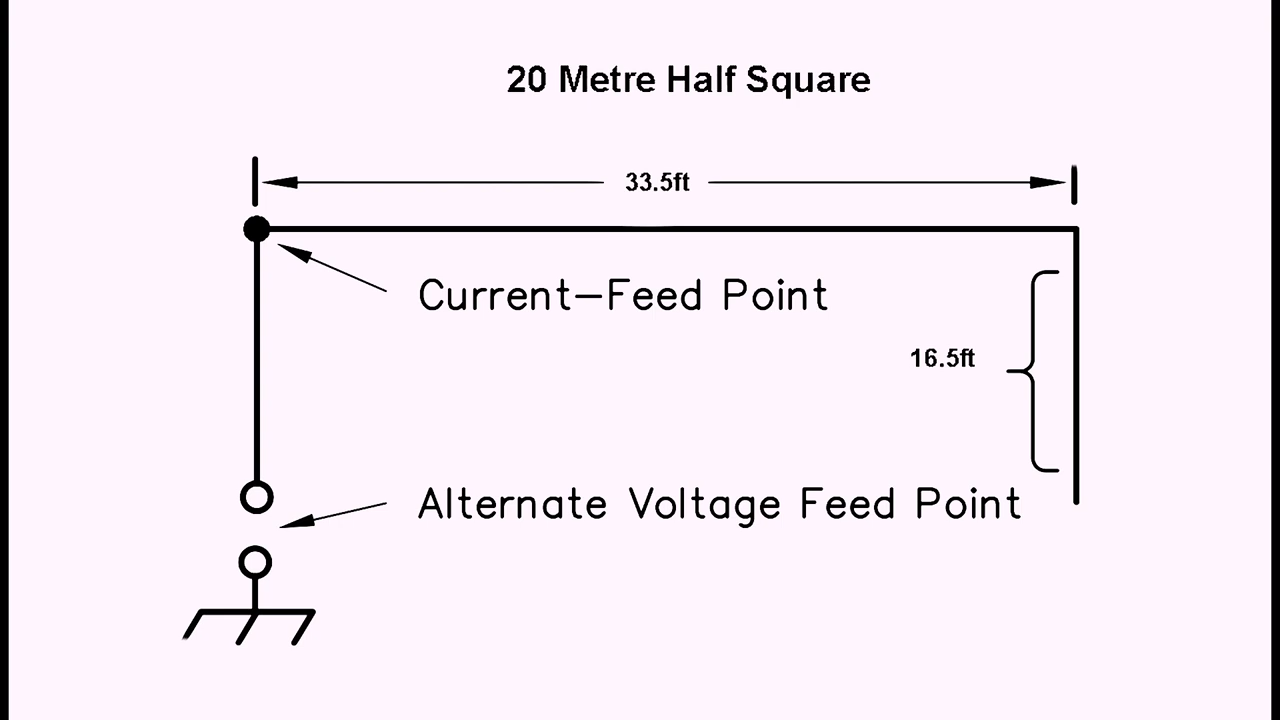 20 Metre Half Square
33.5ft
Current-Feed Point
16.5ft
Alternate Voltage Feed Point